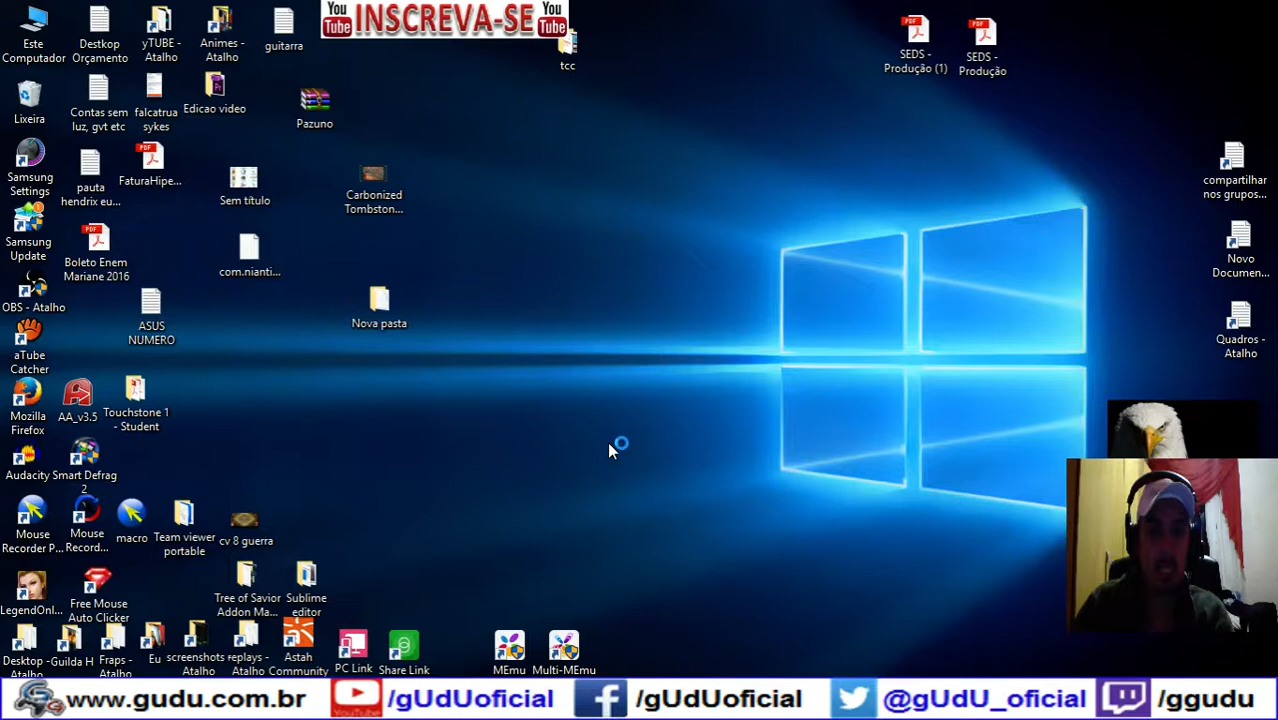 You Tube INSCREVA-SE You Tube
Este Computador
Destkop Orçamento
yTUBE - Atalho
Animes - Atalho
guitarra
tcc
SEDS - Produção (1)
SEDS - Produção
Lixeira
Contas sem luz, gvt etc
falcatrua sykes
Edicao video
Pazuno
Samsung Settings
pauta hendrix eu...
FaturaHipe...
Sem título
Carbonized Tombston...
compartilhar nos grupos...
Samsung Update
Boleto Enem Mariane 2016
com.nianti...
Novo Documen...
OBS - Atalho
ASUS NUMERO
Nova pasta
Quadros - Atalho
aTube Catcher
Mozilla Firefox
AA_v3.5
Touchstone 1 - Student
Audacity
Smart Defrag 2
Mouse Recorder P...
Mouse Record...
macro
Team viewer portable
cv 8 guerra
LegendOnl...
Free Mouse Auto Clicker
Tree of Savior Addon Ma...
Sublime editor
Desktop - Atalho
Guilda H
Fraps - Atalho
Eu
screenshots Atalho
replays - Atalho
Astah Community
PC Link
Share Link
MEmu
Multi-MEmu
www.gudu.com.br
YouTube /gUdUoficial
/gUdUoficial
@gUdU_oficial
/ggudu